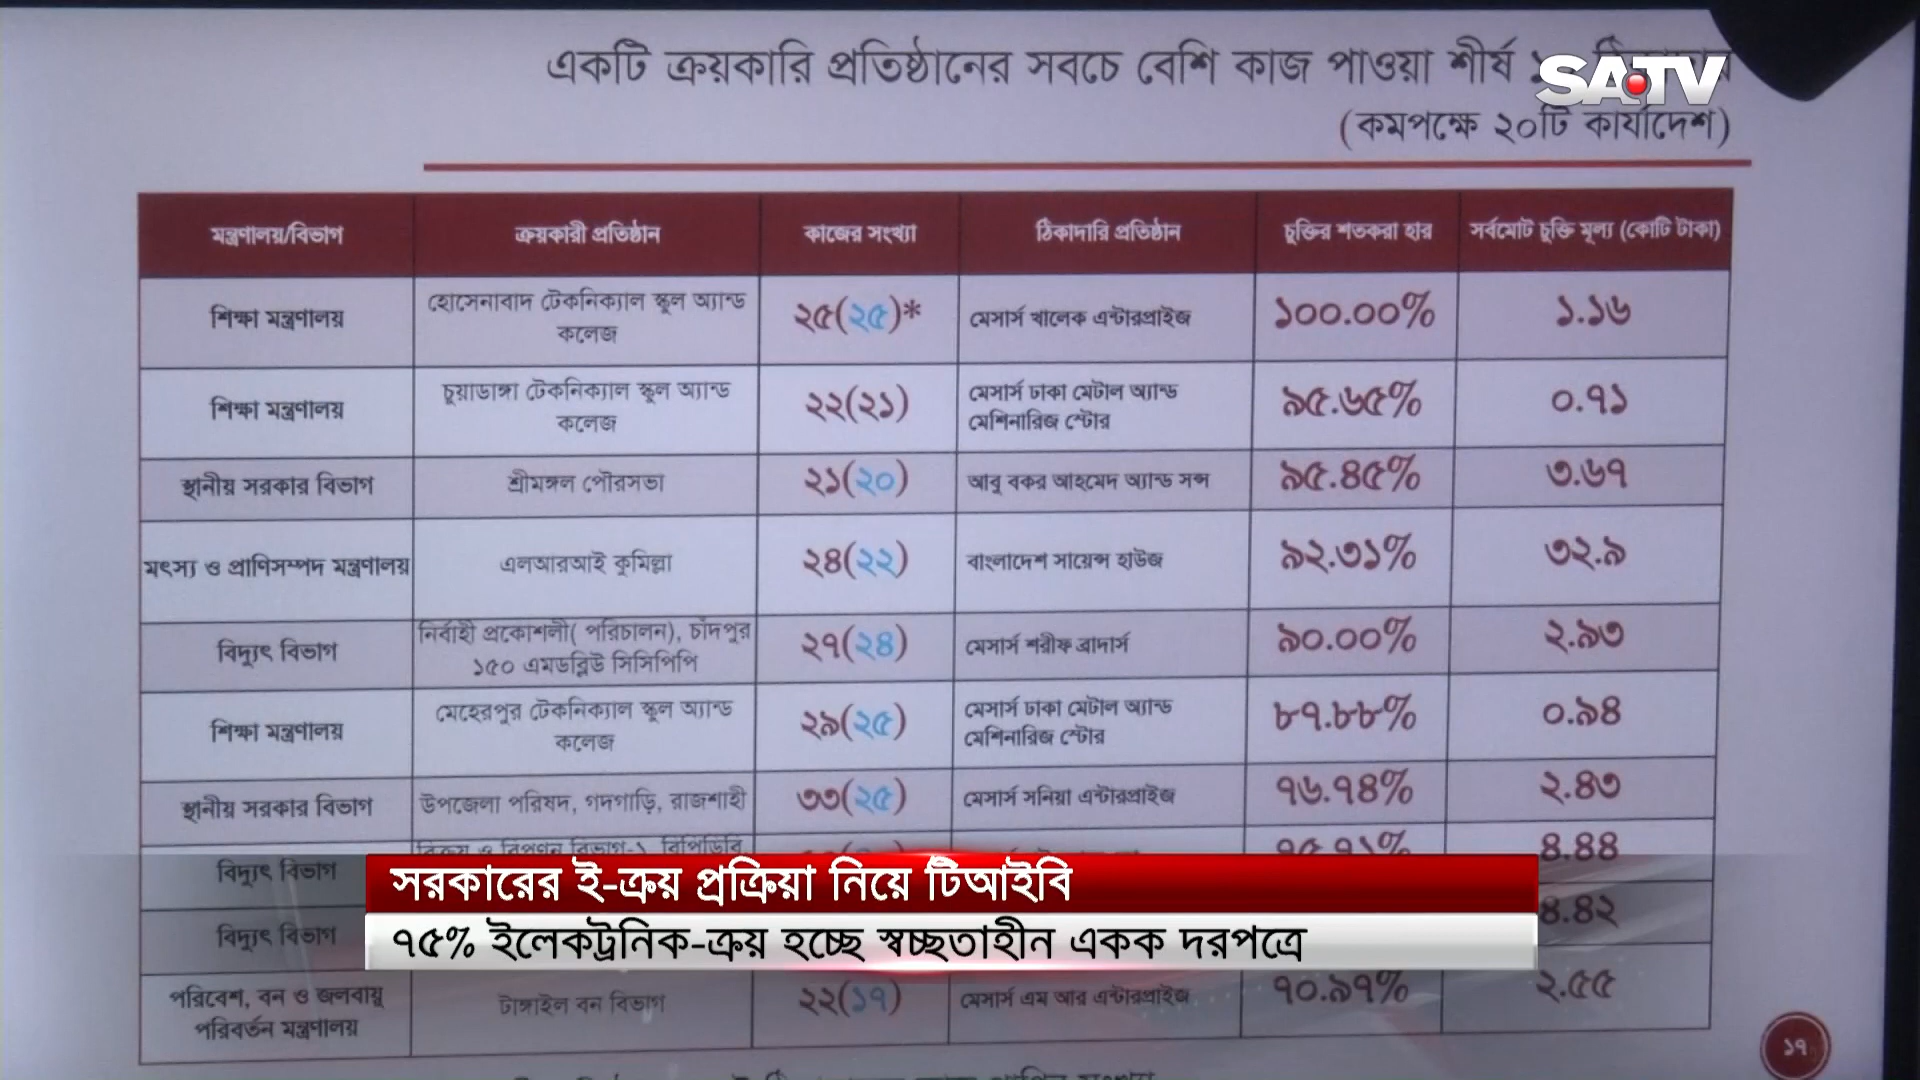 একটি ক্রয়কারি প্রতিষ্ঠানের সবচে বেশি কাজ পাওয়া শীর্ষ
SATV
(কমপক্ষে ২০টি কার্যাদেশ)
মন্ত্রণালয়/বিভাগ ক্রয়কারী প্রতিষ্ঠান কাজের সংখ্যা ঠিকাদারি প্রতিষ্ঠান চুক্তির শতকরা হার সর্বমোট চুক্তি মূল্য (কোটি টাকা)
শিক্ষা মন্ত্রণালয় হোসেনাবাদ টেকনিক্যাল স্কুল অ্যান্ড
কলেজ ২৫(২৫)* মেসার্স খালেক এন্টারপ্রাইজ ১০০.০০% ১.১৬
শিক্ষা মন্ত্রণালয় চুয়াডাঙ্গা টেকনিক্যাল স্কুল অ্যান্ড
কলেজ ২২(২১) মেসার্স ঢাকা মেটাল অ্যান্ড
মেশিনারিজ স্টোর ৯৫.৬৫% ০.৭১
স্থানীয় সরকার বিভাগ শ্রীমঙ্গল পৌরসভা ২১(২০) আবু বকর আহমেদ অ্যান্ড সন্স ৯৫.৪৫% ৩.৬৭
মৎস্য ও প্রাণিসম্পদ মন্ত্রণালয় এলআরআই কুমিল্লা ২৪(২২) বাংলাদেশ সায়েন্স হাউজ ৯২.৩১% ৩২.৯
বিদ্যুৎ বিভাগ নির্বাহী প্রকোশলী( পরিচালন), চাঁদপুর
১৫০ এমডব্লিউ সিসিপিপি ২৭(২৪) মেসার্স শরীফ ব্রাদার্স ৯০.০০% ২.৯৩
শিক্ষা মন্ত্রণালয় মেহেরপুর টেকনিক্যাল স্কুল অ্যান্ড
কলেজ ২৯(২৫) মেসার্স ঢাকা মেটাল অ্যান্ড
মেশিনারিজ স্টোর ৮৭.৮৮% ০.৯৪
স্থানীয় সরকার বিভাগ উপজেলা পরিষদ, গদগাড়ি, রাজশাহী ৩৩(২৫) মেসার্স সনিয়া এন্টারপ্রাইজ ৭৬.৭৪% ২.৪৩
বিদ্যুৎ বিভাগ বিক্রয় ও বিপণন বিভাগ-১, বিপিডিবি, ৭৫.৭১% ৪.৪৪
বিদ্যুৎ বিভাগ ৪.৪২
পরিবেশ, বন ও জলবায়ু
পরিবর্তন মন্ত্রণালয় টাঙ্গাইল বন বিভাগ ২২(১৭) মেসার্স এম আর এন্টারপ্রাইজ ৭০.৯৭% ২.৫৫
সরকারের ই-ক্রয় প্রক্রিয়া নিয়ে টিআইবি
৭৫% ইলেকট্রনিক-ক্রয় হচ্ছে স্বচ্ছতাহীন একক দরপত্রে
১৭